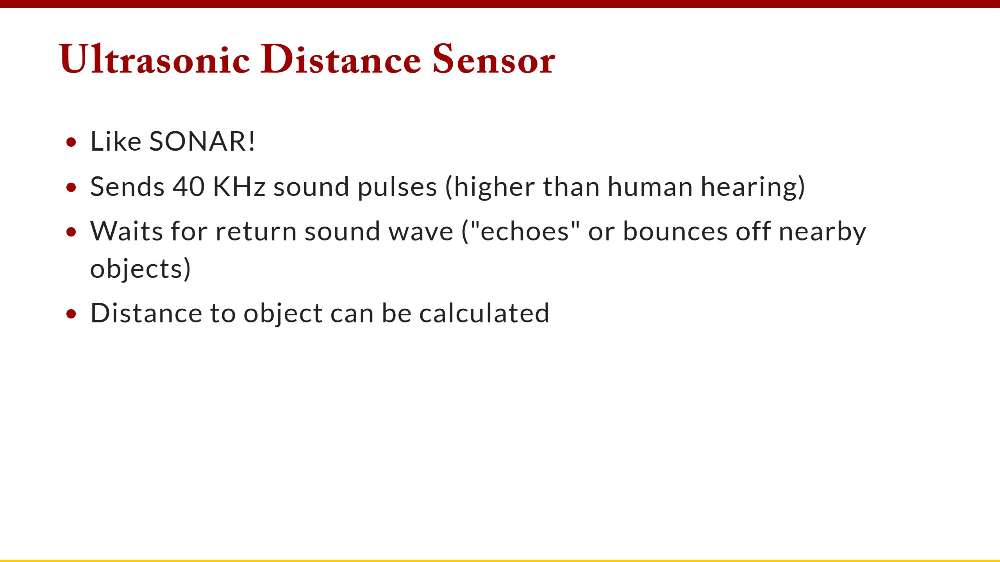 Ultrasonic Distance Sensor
• Like SONAR!
• Sends 40 KHz sound pulses (higher than human hearing)
• Waits for return sound wave ("echoes" or bounces off nearby
objects)
• Distance to object can be calculated